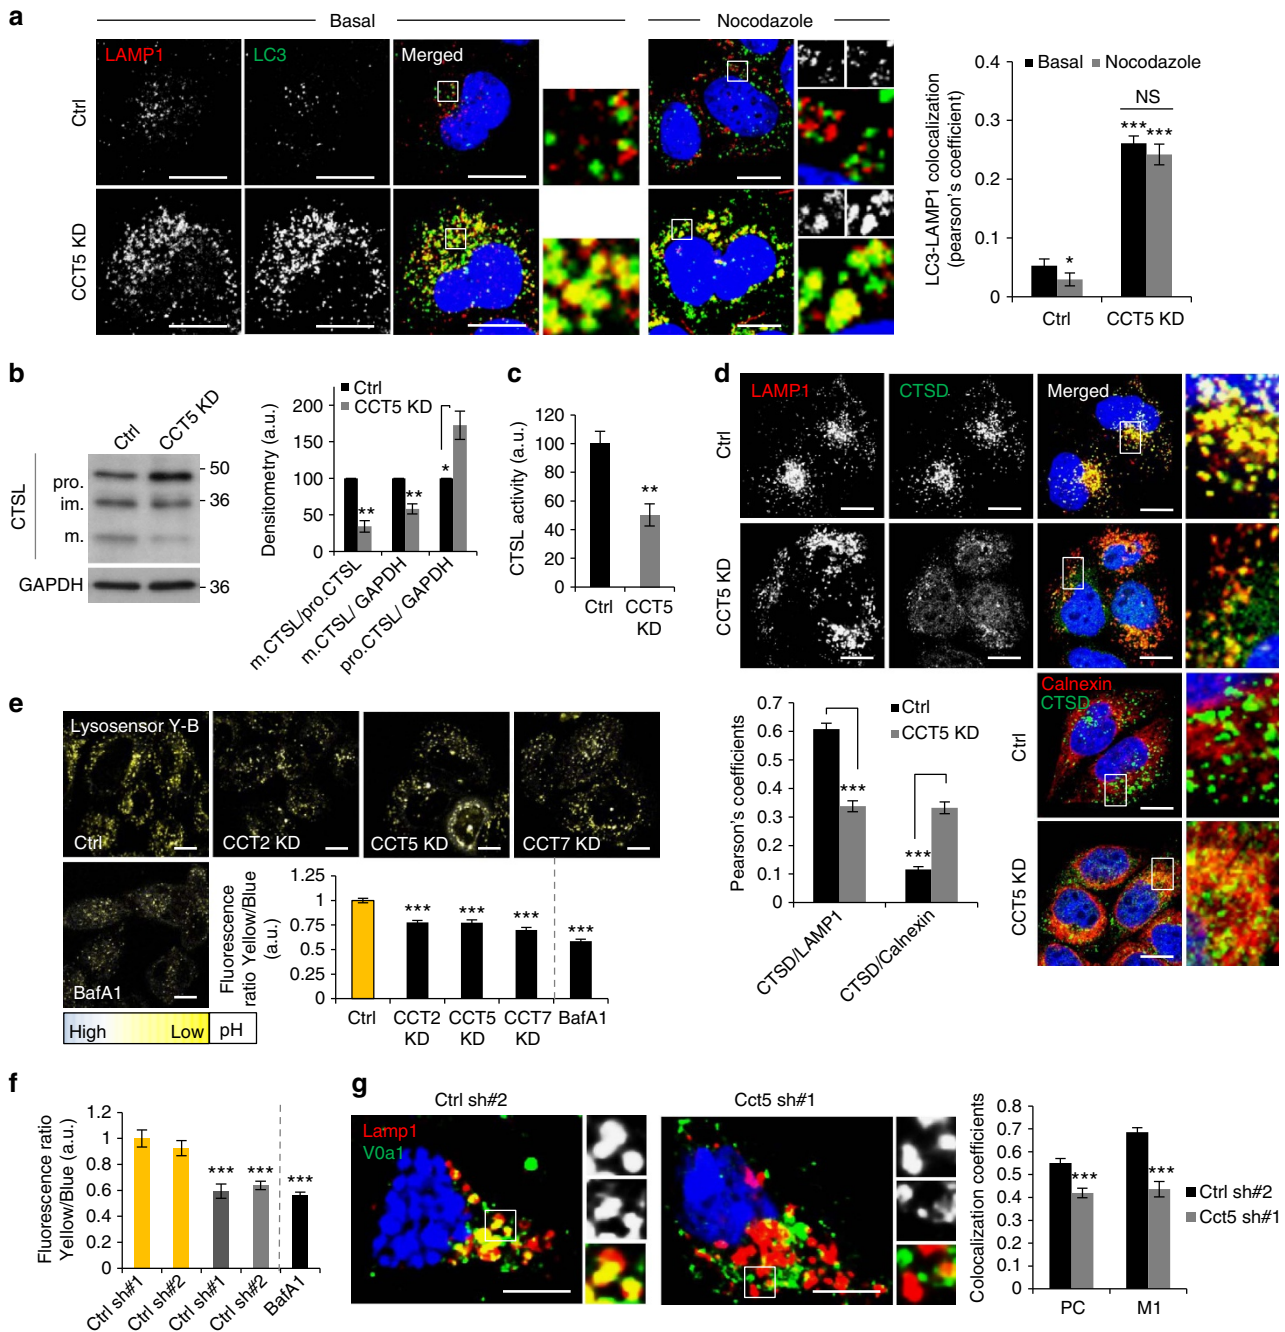 a
Basal
Nocodazole
LAMP1
LC3
Merged
Ctrl
CCT5 KD
LC3-LAMP1 colocalization
(pearson's coefficient)
0.4
0.3
0.2
0.1
0
Basal
Nocodazole
NS
***
***
*
Ctrl
CCT5 KD
b
Ctrl
CCT5 KD
CTSL
pro.
im.
m.
GAPDH
50
36
36
Densitometry (a.u.)
200
150
100
50
0
Ctrl
CCT5 KD
**
**
*
m.CTSL/pro.CTSL
m.CTSL/ GAPDH
pro.CTSL/ GAPDH
c
CTSL activity (a.u.)
120
100
80
60
40
20
0
**
Ctrl
CCT5
KD
d
LAMP1
CTSD
Merged
Ctrl
CCT5 KD
Calnexin
CTSD
Ctrl
CCT5 KD
Pearson's coefficients
0.7
0.6
0.5
0.4
0.3
0.2
0.1
0
Ctrl
CCT5 KD
***
***
CTSD/LAMP1
CTSD/Calnexin
e
Lysosensor Y-B
Ctrl
CCT2 KD
CCT5 KD
CCT7 KD
BafA1
High
Low
pH
Fluorescence
ratio Yellow/Blue
(a.u.)
1.25
1
0.75
0.5
0.25
0
***
***
***
***
Ctrl
CCT2
KD
CCT5
KD
CCT7
KD
BafA1
f
Fluorescence ratio
Yellow/Blue (a.u.)
1.2
1
0.8
0.6
0.4
0.2
0
***
***
***
Ctrl sh#1
Ctrl sh#2
Ctrl sh#1
Ctrl sh#2
BafA1
g
Ctrl sh#2
Cct5 sh#1
Lamp1
V0a1
Colocalization coefficients
0.8
0.7
0.6
0.5
0.4
0.3
0.2
0.1
0
***
***
PC
M1
Ctrl sh#2
Cct5 sh#1